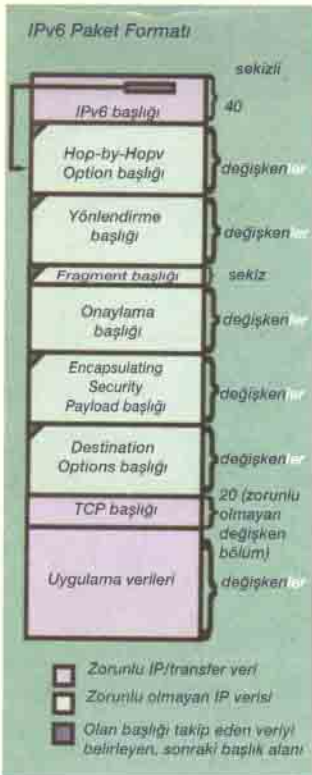 IPv6 Paket Formatı
sekizli
IPv6 başlığı
40
Hop-by-Hopv
Option başlığı
değişkenler
Yönlendirme
başlığı
değişkenler
Fragment başlığı
sekiz
Onaylama
başlığı
değişkenler
Encapsulating
Security
Payload başlığı
değişkenler
Destination
Options başlığı
değişkenler
TCP başlığı
20 (zorunlu
olmayan
değişken
bölüm)
Uygulama verileri
değişkenler
Zorunlu IP/transfer veri
Zorunlu olmayan IP verisi
Olan başlığı takip eden veriyi
belirleyen, sonraki başlık alanı